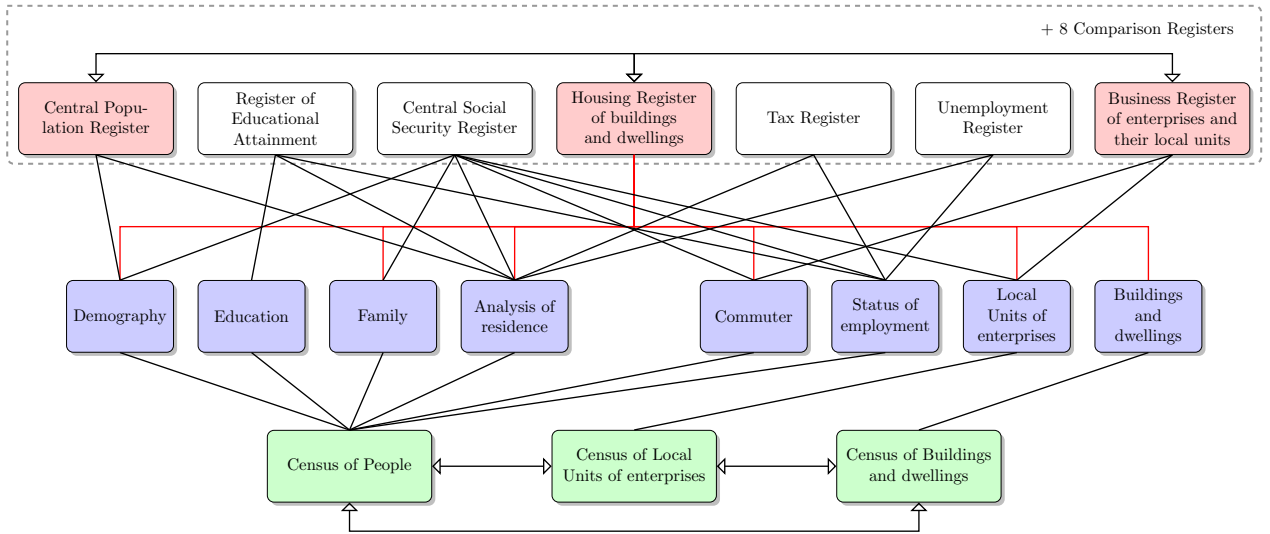 + 8 Comparison Registers
Central Popu-
lation Register
Register of
Educational
Attainment
Central Social
Security Register
Housing Register
of buildings
and dwellings
Tax Register
Unemployment
Register
Business Register
of enterprises and
their local units
Demography
Education
Family
Analysis of
residence
Commuter
Status of
employment
Local
Units of
enterprises
Buildings
and
dwellings
Census of People
Census of Local
Units of enterprises
Census of Buildings
and dwellings